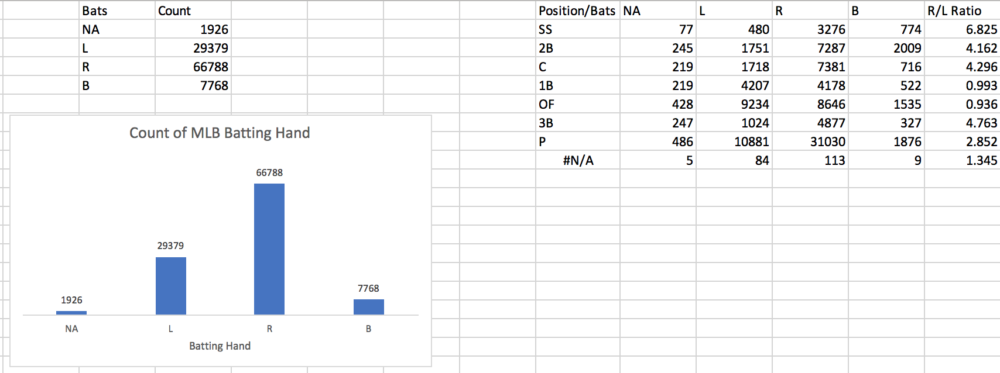 Bats Count
NA 1926
L 29379
R 66788
B 7768
Count of MLB Batting Hand
66788
29379
7768
1926
NA L R B
Batting Hand
Position/Bats NA L R B R/L Ratio
SS 77 480 3276 774 6.825
2B 245 1751 7287 2009 4.162
C 219 1718 7381 716 4.296
1B 219 4207 4178 522 0.993
OF 428 9234 8646 1535 0.936
3B 247 1024 4877 327 4.763
P 486 10881 31030 1876 2.852
#N/A 5 84 113 9 1.345